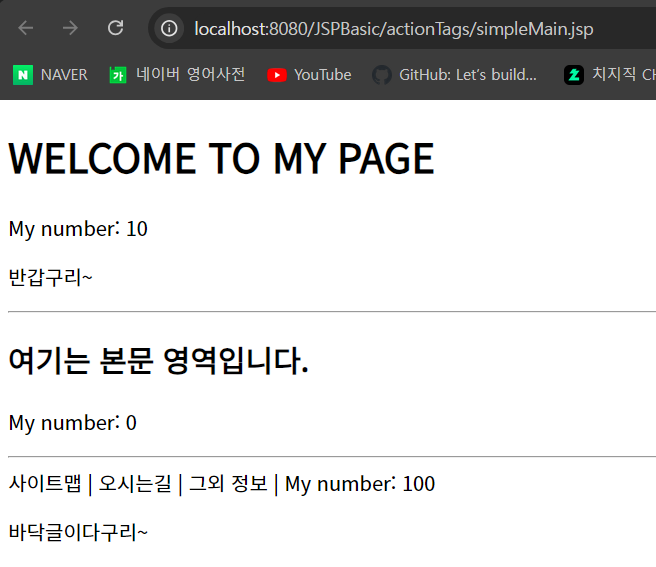 localhost:8080/JSPBasic/actionTags/simpleMain.jsp
N NAVER 가 네이버 영어사전 YouTube GitHub: Let's build... 치지직 CH
WELCOME TO MY PAGE
My number: 10
반갑구리~
여기는 본문 영역입니다.
My number: 0
사이트맵 | 오시는길 | 그외 정보 | My number: 100
바닥글이다구리~